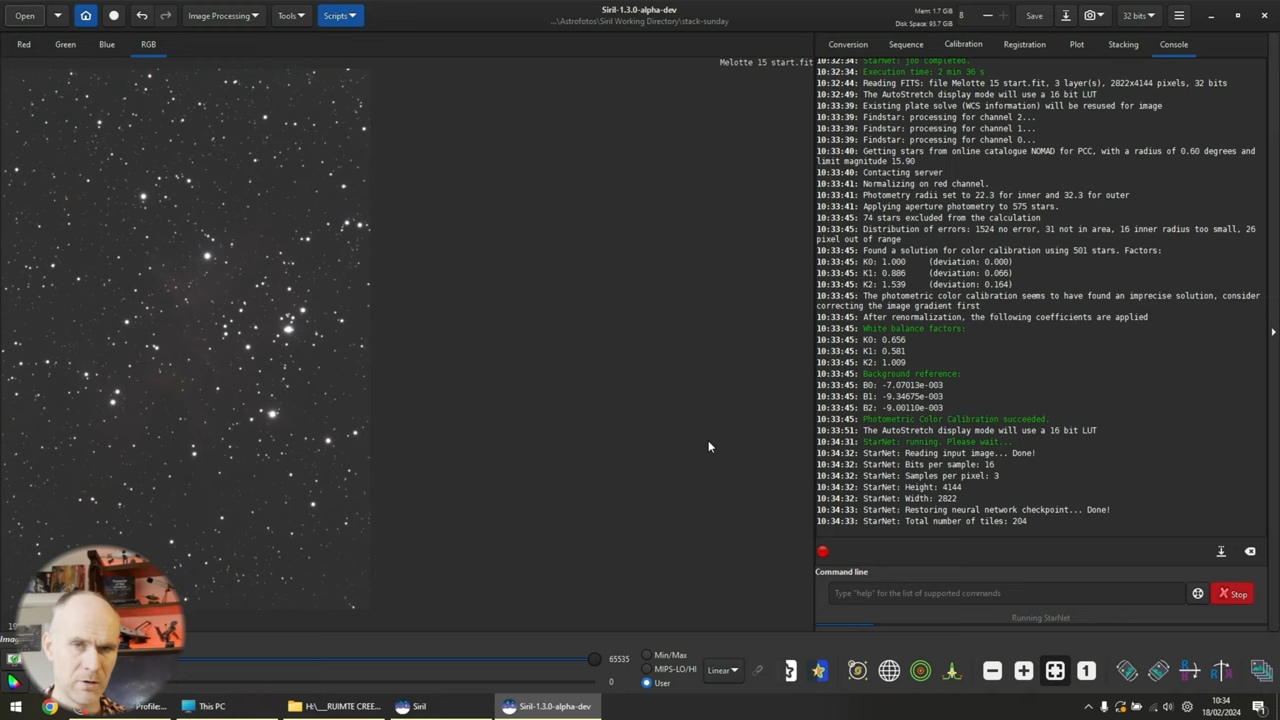 Open
Image Processing
Tools
Scripts
Siril-1.3.0-alpha-dev
...\Astrofotos\Siril Working Directory\stack-sunday
Mem: 1.7 GB
Disk Space: 93.7 GB
8
Save
32 bits
Red Green Blue RGB
Conversion Sequence Calibration Registration Plot Stacking Console
Melotte 15 start.fit
10:32:34: StarNet: job completed.
10:32:34: Execution time: 2 min 36 s
10:32:44: Reading FITS: file Melotte 15 start.fit, 3 layer(s), 2822x4144 pixels, 32 bits
10:32:49: The AutoStretch display mode will use a 16 bit LUT
10:33:39: Existing plate solve (WCS information) will be resused for image
10:33:39: Findstar: processing for channel 2...
10:33:39: Findstar: processing for channel 1...
10:33:39: Findstar: processing for channel 0...
10:33:40: Getting stars from online catalogue NOMAD for PCC, with a radius of 0.60 degrees and
limit magnitude 15.90
10:33:40: Contacting server
10:33:41: Normalizing on red channel.
10:33:41: Photometry radii set to 22.3 for inner and 32.3 for outer
10:33:41: Applying aperture photometry to 575 stars.
10:33:45: 74 stars excluded from the calculation
10:33:45: Distribution of errors: 1524 no error, 31 not in area, 16 inner radius too small, 26
pixel out of range
10:33:45: Found a solution for color calibration using 501 stars. Factors:
10:33:45: K0: 1.000 (deviation: 0.000)
10:33:45: K1: 0.886 (deviation: 0.066)
10:33:45: K2: 1.539 (deviation: 0.164)
10:33:45: The photometric color calibration seems to have found an imprecise solution, consider
correcting the image gradient first
10:33:45: After renormalization, the following coefficients are applied
10:33:45: White balance factors:
10:33:45: K0: 0.656
10:33:45: K1: 0.581
10:33:45: K2: 1.009
10:33:45: Background reference:
10:33:45: B0: -7.07013e-003
10:33:45: B1: -9.34675e-003
10:33:45: B2: -9.00110e-003
10:33:45: Photometric Color Calibration succeeded.
10:33:51: The AutoStretch display mode will use a 16 bit LUT
10:34:31: StarNet: running. Please wait...
10:34:32: StarNet: Reading input image... Done!
10:34:32: StarNet: Bits per sample: 16
10:34:32: StarNet: Samples per pixel: 3
10:34:32: StarNet: Height: 4144
10:34:32: StarNet: Width: 2822
10:34:33: StarNet: Restoring neural network checkpoint... Done!
10:34:33: StarNet: Total number of tiles: 204
Command line
Type "help" for the list of supported commands
Stop
Running StarNet
65535
0
Min/Max
MIPS-LO/HI
User
Linear
1
Profile...
This PC
H:\__RUIMTE CREE...
Siril
Siril-1.3.0-alpha-dev
10:34
18/02/2024